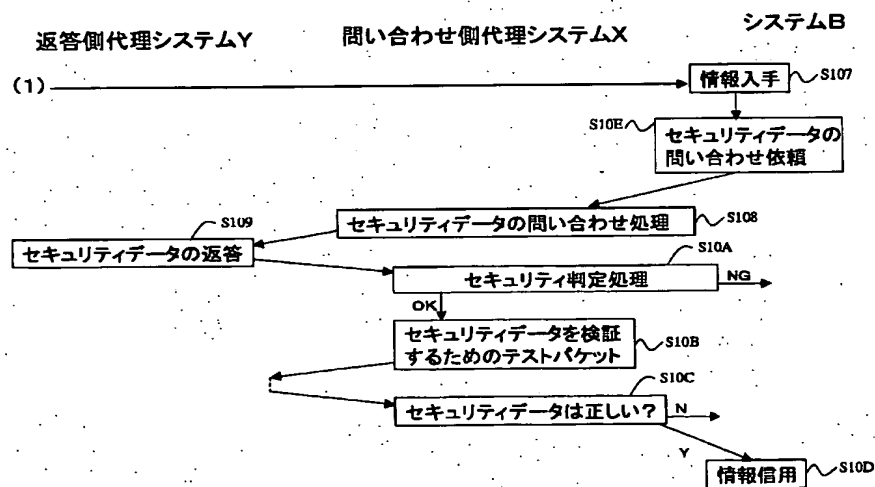 返答側代理システムY
問い合わせ側代理システムX
システムB
(1)
情報入手
S107
S10E
セキュリティデータの
問い合わせ依頼
S109
セキュリティデータの問い合わせ処理
S108
セキュリティデータの返答
S10A
セキュリティ判定処理
NG
OK
セキュリティデータを検証
するためのテストパケット
S10B
S10C
セキュリティデータは正しい?
N
Y
情報信用
S10D